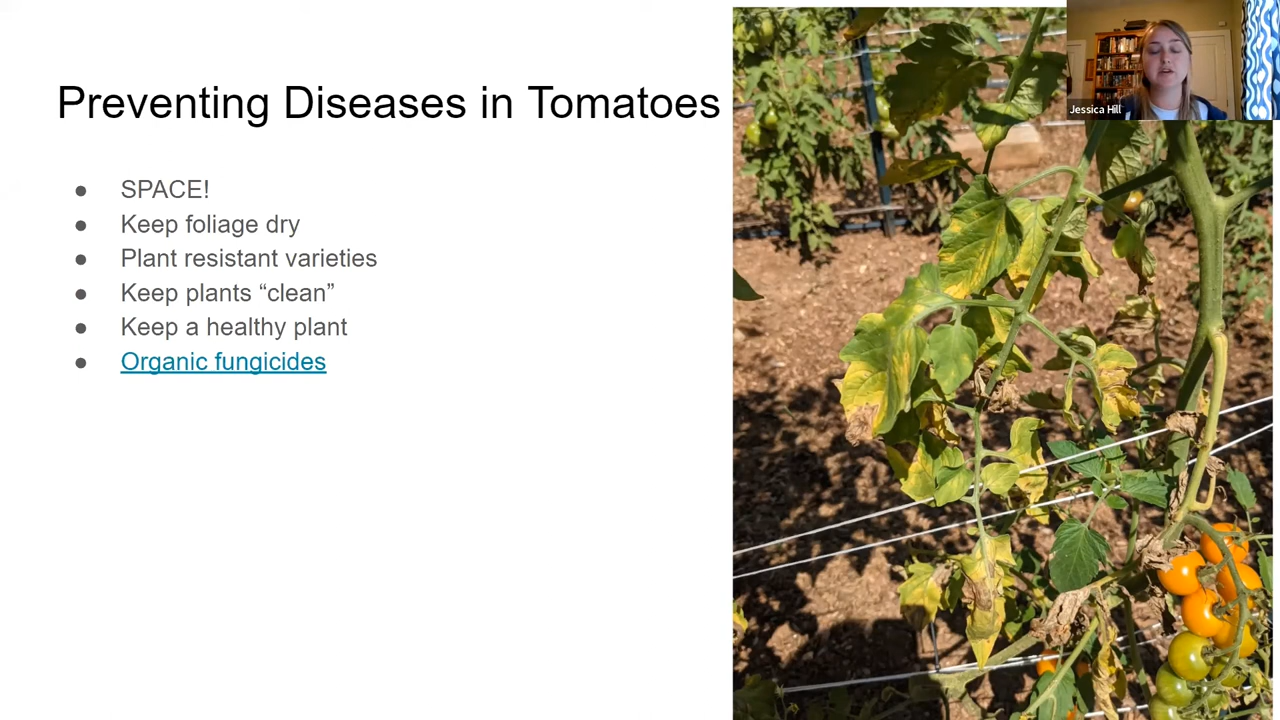 Preventing Diseases in Tomatoes
SPACE!
Keep foliage dry
Plant resistant varieties
Keep plants “clean”
Keep a healthy plant
Organic fungicides
Jessica Hill